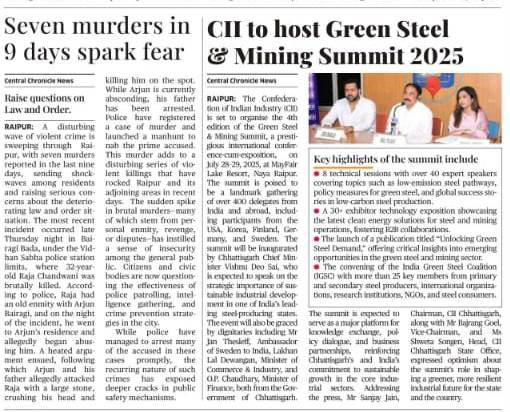 Seven murders in
9 days spark fear
Central Chronicle News
Raise questions on
Law and Order.
RAIPUR: A disturbing
wave of violent crime is
sweeping through Rai-
pur, with seven murders
reported in the last nine
days, sending shock-
waves among residents
and raising serious con-
cerns about the deterio-
rating law and order sit-
uation. The most recent
incident occurred late
Thursday night in Bai-
ragi Bada, under the Vid-
han Sabha police station
limits, where 32-year-
old Raja Chandwani was
brutally killed. Accord-
ing to police, Raja had
an old enmity with Arjun
Bairagi, and on the night
of the incident, he went
to Arjun's residence and
allegedly began abus-
ing him. A heated argu-
ment ensued, following
which Arjun and his
father allegedly attacked
Raja with a large stone,
crushing his head and
killing him on the spot.
While Arjun is currently
absconding, his father
has been arrested.
Police have registered
a case of murder and
launched a manhunt to
nab the prime accused.
This murder adds to a
disturbing series of vio-
lent killings that have
rocked Raipur and its
adjoining areas in recent
days. The sudden spike
in brutal murders—many
of which stem from per-
sonal enmity, revenge,
or disputes—has instilled
a sense of insecurity
among the general pub-
lic. Citizens and civic
bodies are now question-
ing the effectiveness of
police patrolling, intel-
ligence gathering, and
crime prevention strate-
gies in the city.
While police have
managed to arrest many
of the accused in these
cases promptly, the
recurring nature of such
crimes has exposed
deeper cracks in public
safety mechanisms.
CII to host Green Steel
& Mining Summit 2025
Central Chronicle News
RAIPUR: The Confedera-
tion of Indian Industry (CII)
is set to organise the 4th
edition of the Green Steel
& Mining Summit, a presti-
gious international confer-
ence-cum-exposition, on
July 28-29, 2025, at MayFair
Lake Resort, Naya Raipur.
The summit is poised to
be a landmark gathering
of over 400 delegates from
India and abroad, includ-
ing participants from the
USA, Korea, Finland, Ger-
many, and Sweden. The
summit will be inaugurated
by Chhattisgarh Chief Min-
ister Vishnu Deo Sai, who
is expected to speak on the
strategic importance of sus-
tainable industrial develop-
ment in one of India's lead-
ing steel-producing states.
The event will also be graced
by dignitaries including Mr
Jan Thesleff, Ambassador
of Sweden to India, Lakhan
Lal Dewangan, Minister of
Commerce & Industry, and
O.P. Chaudhary, Minister of
Finance, both from the Gov-
ernment of Chhattisgarh.
Key highlights of the summit include
● 8 technical sessions with over 40 expert speakers
covering topics such as low-emission steel pathways,
policy measures for green steel, and global success sto-
ries in low-carbon steel production.
● A 30+ exhibitor technology exposition showcasing
the latest clean energy solutions for steel and mining
operations, fostering B2B collaborations.
● The launch of a publication titled "Unlocking Green
Steel Demand," offering critical insights into emerging
opportunities in the green steel and mining sector.
● The convening of the India Green Steel Coalition
(IGSC) with more than 25 key members from primary
and secondary steel producers, international organiza-
tions, research institutions, NGOs, and steel consumers.
The summit is expected to
serve as a major platform for
knowledge exchange, pol-
icy dialogue, and business
partnerships, reinforcing
Chhattisgarh's and India's
commitment to sustainable
growth in the core indus-
trial sectors. Addressing
the press, Mr Sanjay Jain,
Chairman, CII Chhattisgarh,
along with Mr Bajrang Goel,
Vice-Chairman, and Ms
Shweta Songen, Head, CII
Chhattisgarh State Office,
expressed optimism about
the summit's role in shap-
ing a greener, more resilient
industrial future for the state
and the country.